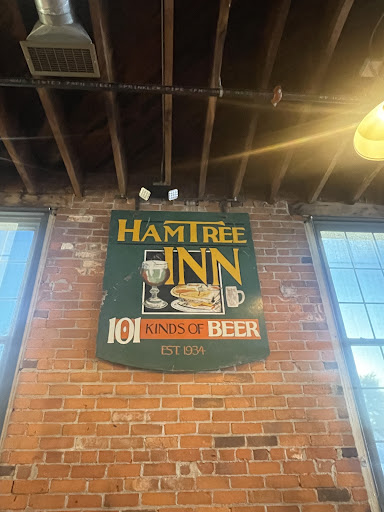 HAMTREE
INN
101 KINDS OF BEER
EST. 1934